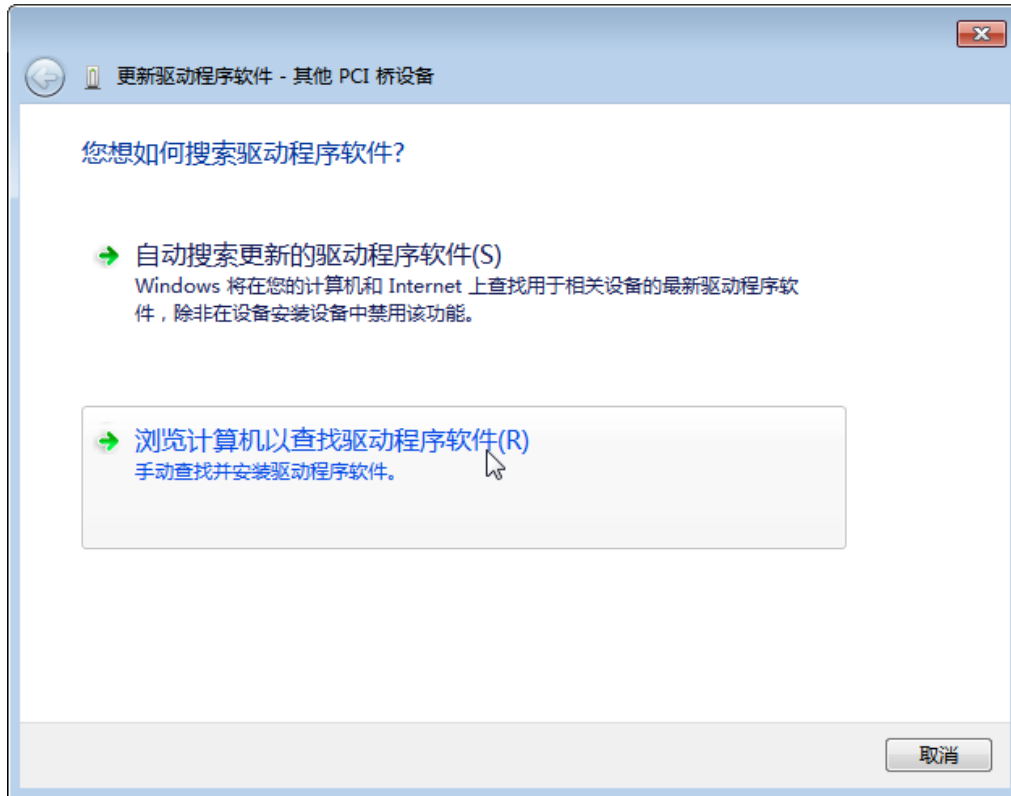 更新驱动程序软件 - 其他 PCI 桥设备
您想如何搜索驱动程序软件?
自动搜索更新的驱动程序软件(S)
Windows 将在您的计算机和 Internet 上查找用于相关设备的最新驱动程序软
件，除非在设备安装设备中禁用该功能。
浏览计算机以查找驱动程序软件(R)
手动查找并安装驱动程序软件。
取消